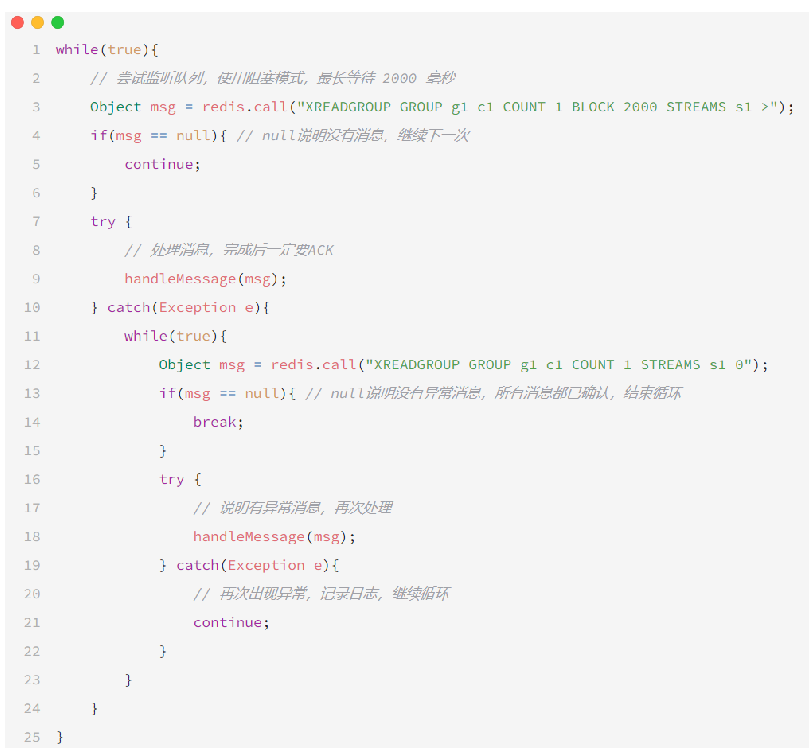 1 while(true){
2 // 尝试监听队列，使用阻塞模式，最长等待 2000 毫秒
3 Object msg = redis.call("XREADGROUP GROUP g1 c1 COUNT 1 BLOCK 2000 STREAMS s1 >");
4 if(msg == null){ // null说明没有消息，继续下一次
5 continue;
6 }
7 try {
8 // 处理消息，完成后一定要ACK
9 handleMessage(msg);
10 } catch(Exception e){
11 while(true){
12 Object msg = redis.call("XREADGROUP GROUP g1 c1 COUNT 1 STREAMS s1 0");
13 if(msg == null){ // null说明没有异常消息，所有消息都已确认，结束循环
14 break;
15 }
16 try {
17 // 说明有异常消息，再次处理
18 handleMessage(msg);
19 } catch(Exception e){
20 // 再次出现异常，记录日志，继续循环
21 continue;
22 }
23 }
24 }
25 }